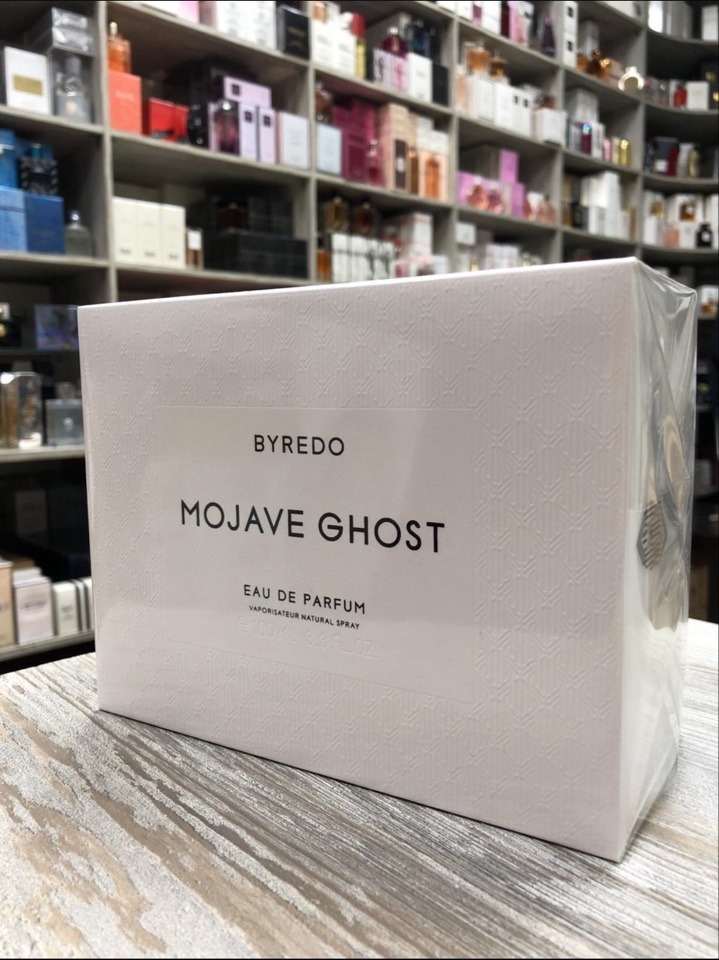 BYREDO
MOJAVE GHOST
EAU DE PARFUM
VAPORISATEUR NATURAL SPRAY